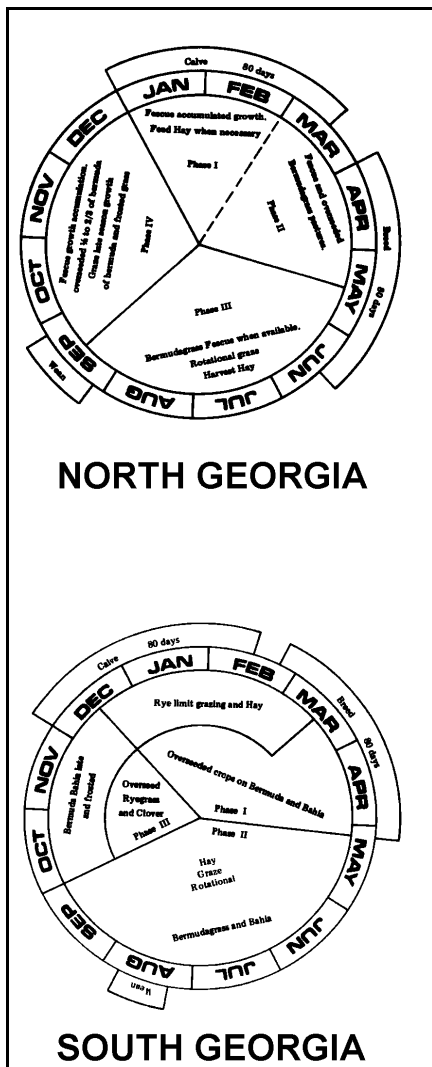 Calve 80 days
JAN
FEB
MAR
APR
MAY
JUN
JUL
AUG
SEP
OCT
NOV
DEC
Breed 80 days
Wean
Fescue accumulated growth.
Feed Hay when necessary
Phase I
Fescue and overseeded
Bermudagrass pastures.
Phase II
Phase III
Bermudagrass Fescue when available.
Rotational graze
Harvest Hay
Fescue growth accumulation.
overseeded ½ to 2/3 of bermuda
Graze late season growth
of bermuda and frosted grass
Phase IV
NORTH GEORGIA
Calve 80 days
JAN
FEB
MAR
APR
MAY
JUN
JUL
AUG
SEP
OCT
NOV
DEC
Breed 80 days
Wean
Rye limit grazing and Hay
Overseeded crops on Bermuda and Bahia
Phase I
Phase II
Hay
Graze
Rotational
Bermudagrass and Bahia
Bermuda Bahia late
and frosted
Overseed
Ryegrass
and Clover
Phase III
SOUTH GEORGIA